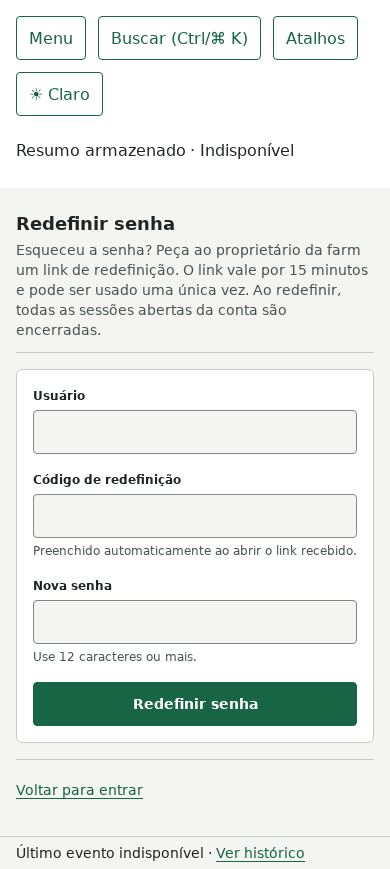 Menu
Buscar (Ctrl/⌘ K)
Atalhos
☀ Claro
Resumo armazenado · Indisponível
Redefinir senha
Esqueceu a senha? Peça ao proprietário da farm
um link de redefinição. O link vale por 15 minutos
e pode ser usado uma única vez. Ao redefinir,
todas as sessões abertas da conta são
encerradas.
Usuário
Código de redefinição
Preenchido automaticamente ao abrir o link recebido.
Nova senha
Use 12 caracteres ou mais.
Redefinir senha
Voltar para entrar
Último evento indisponível · Ver histórico